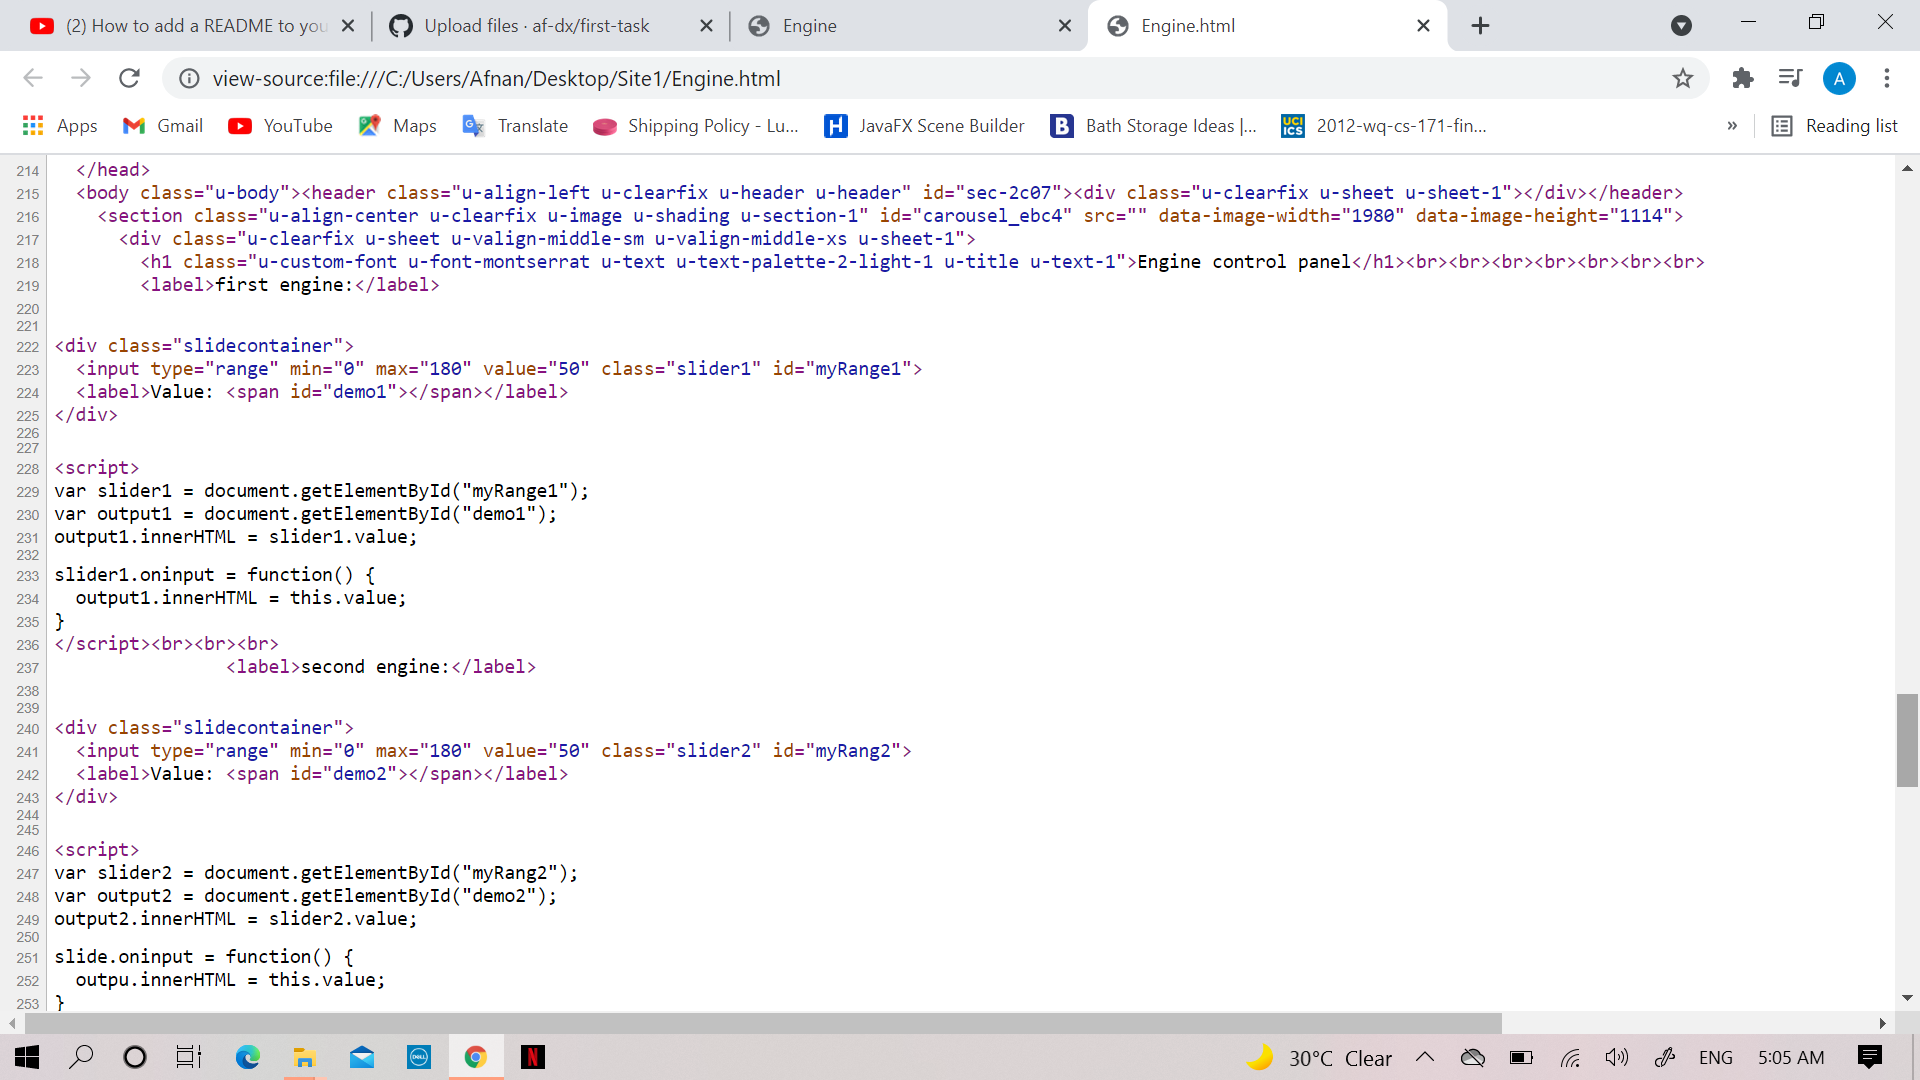 (2) How to add a README to you
Upload files · af-dx/first-task
Engine
Engine.html
view-source:file:///C:/Users/Afnan/Desktop/Site1/Engine.html
A
Apps
Gmail
YouTube
Maps
Translate
Shipping Policy - Lu...
H JavaFX Scene Builder
B Bath Storage Ideas |...
UCI ICS 2012-wq-cs-171-fin...
»
Reading list
214 </head>
215 <body class="u-body"><header class="u-align-left u-clearfix u-header u-header" id="sec-2c07"><div class="u-clearfix u-sheet u-sheet-1"></div></header>
216 <section class="u-align-center u-clearfix u-image u-shading u-section-1" id="carousel_ebc4" src="" data-image-width="1980" data-image-height="1114">
217 <div class="u-clearfix u-sheet u-valign-middle-sm u-valign-middle-xs u-sheet-1">
218 <h1 class="u-custom-font u-font-montserrat u-text u-text-palette-2-light-1 u-title u-text-1">Engine control panel</h1><br><br><br><br><br><br><br>
219 <label>first engine:</label>
220
221
222 <div class="slidecontainer">
223 <input type="range" min="0" max="180" value="50" class="slider1" id="myRange1">
224 <label>Value: <span id="demo1"></span></label>
225 </div>
226
227
228 <script>
229 var slider1 = document.getElementById("myRange1");
230 var output1 = document.getElementById("demo1");
231 output1.innerHTML = slider1.value;
232
233 slider1.oninput = function() {
234 output1.innerHTML = this.value;
235 }
236 </script><br><br><br>
237 <label>second engine:</label>
238
239
240 <div class="slidecontainer">
241 <input type="range" min="0" max="180" value="50" class="slider2" id="myRang2">
242 <label>Value: <span id="demo2"></span></label>
243 </div>
244
245
246 <script>
247 var slider2 = document.getElementById("myRang2");
248 var output2 = document.getElementById("demo2");
249 output2.innerHTML = slider2.value;
250
251 slide.oninput = function() {
252 outpu.innerHTML = this.value;
253 }
DELL
N
30°C Clear
ENG
5:05 AM